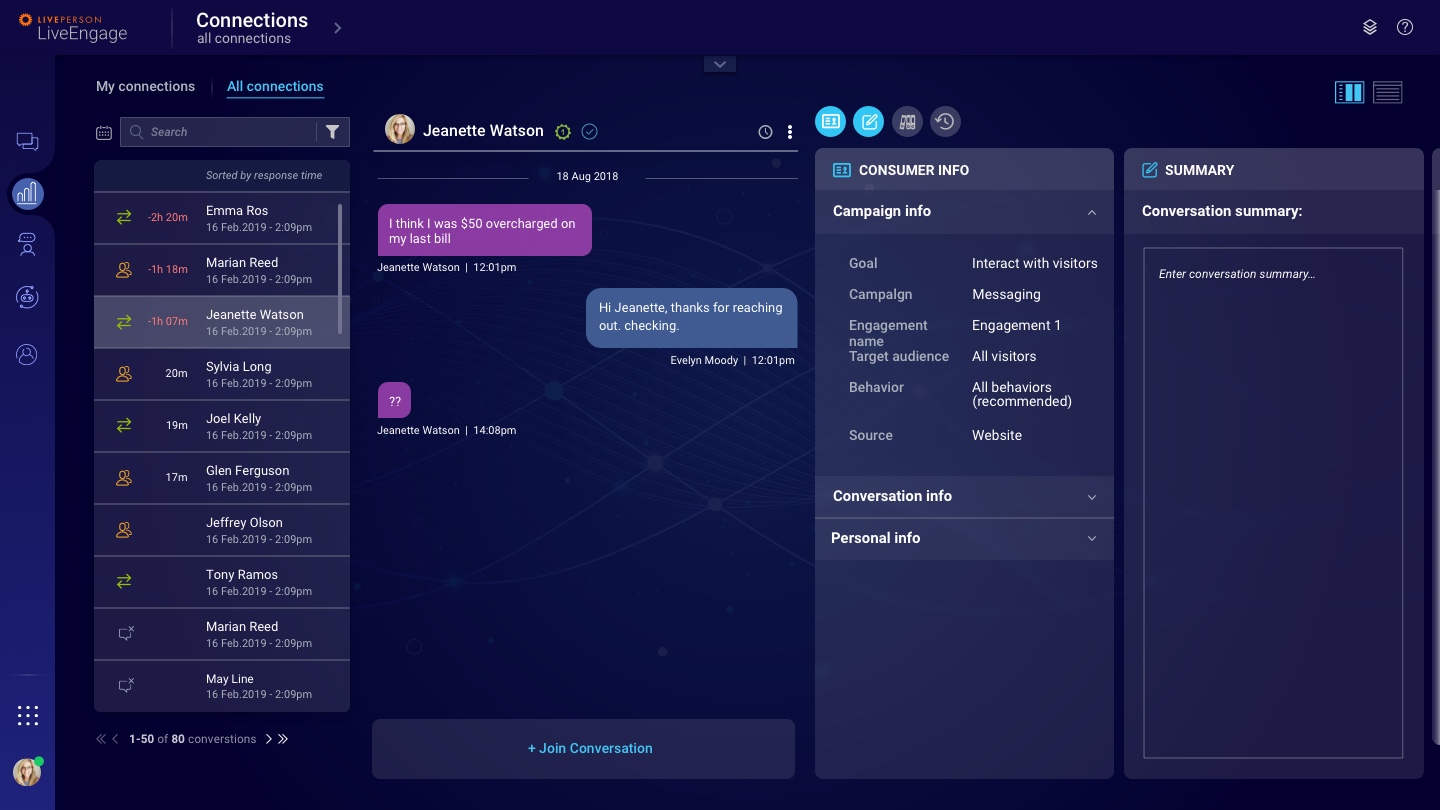 LIVEPERSON
LiveEngage
Connections
all connections
My connections
All connections
Search
Sorted by response time
-2h 20m
Emma Ros
16 Feb.2019 - 2:09pm
-1h 18m
Marian Reed
16 Feb.2019 - 2:09pm
-1h 07m
Jeanette Watson
16 Feb.2019 - 2:09pm
20m
Sylvia Long
16 Feb.2019 - 2:09pm
19m
Joel Kelly
16 Feb.2019 - 2:09pm
17m
Glen Ferguson
16 Feb.2019 - 2:09pm
Jeffrey Olson
16 Feb.2019 - 2:09pm
Tony Ramos
16 Feb.2019 - 2:09pm
Marian Reed
16 Feb.2019 - 2:09pm
May Line
16 Feb.2019 - 2:09pm
1-50 of 80 converstions
Jeanette Watson
18 Aug 2018
I think I was $50 overcharged on
my last bill
Jeanette Watson | 12:01pm
Hi Jeanette, thanks for reaching
out. checking.
Evelyn Moody | 12:01pm
??
Jeanette Watson | 14:08pm
+ Join Conversation
CONSUMER INFO
Campaign info
Goal
Interact with visitors
CampaIgn
Messaging
Engagement
name
Engagement 1
Target audience
All visitors
Behavior
All behaviors
(recommended)
Source
Website
Conversation info
Personal info
SUMMARY
Conversation summary:
Enter conversation summary...